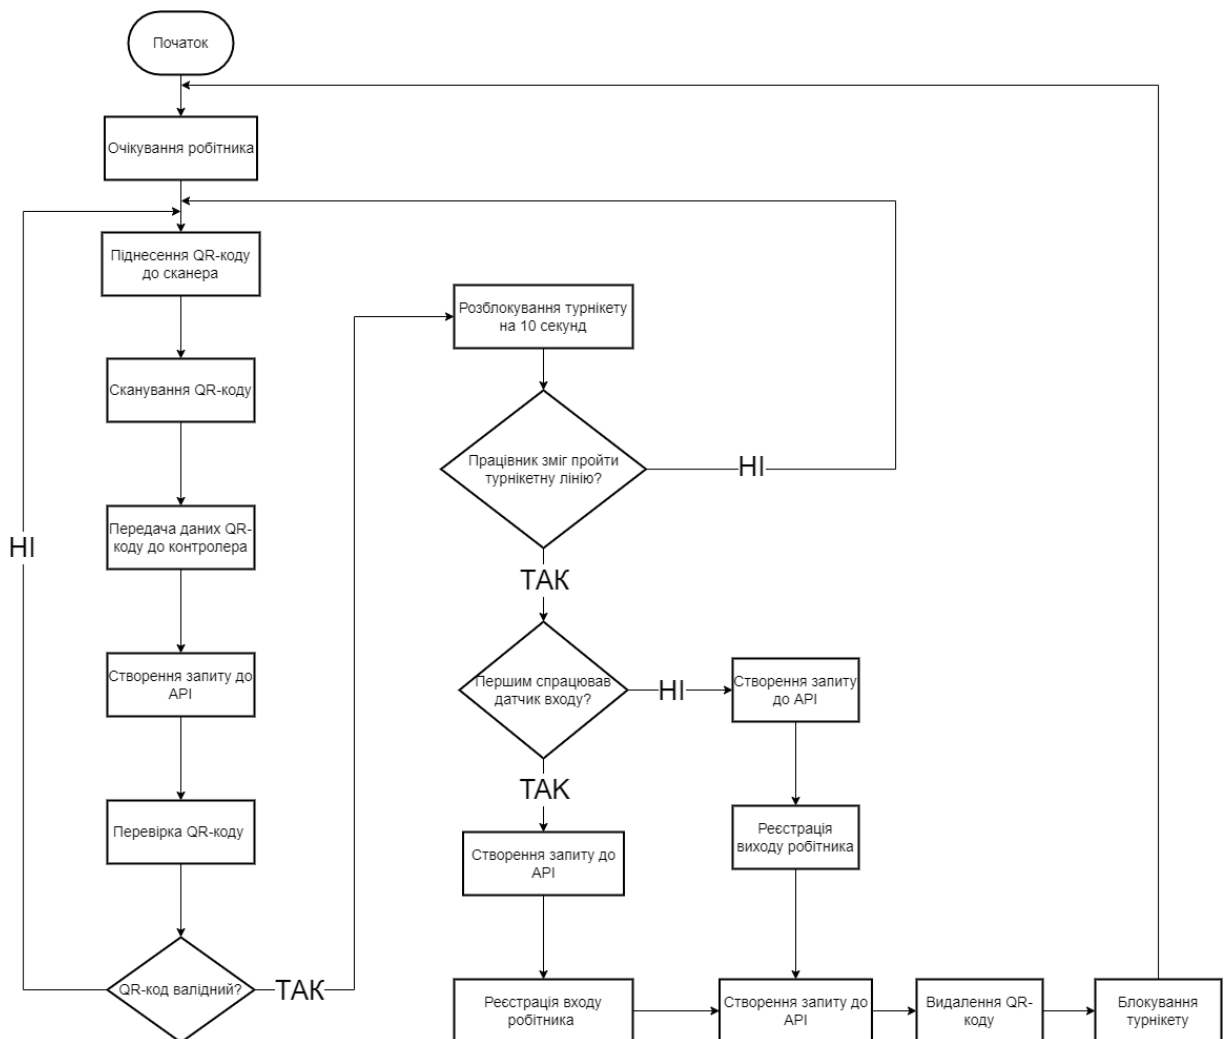 Початок
Очікування робітника
Піднесення QR-коду
до сканера
Сканування QR-коду
Передача даних QR-
коду до контролера
Створення запиту до
API
Перевірка QR-коду
QR-код валідний?
НІ
ТАК
Розблокування турнікету
на 10 секунд
Працівник зміг пройти
турнікетну лінію?
НІ
ТАК
Першим спрацював
датчик входу?
НІ
Створення запиту
до API
Реєстрація
виходу робітника
ТАК
Створення запиту до
API
Реєстрація входу
робітника
Створення запиту до
API
Видалення QR-
коду
Блокування
турнікету